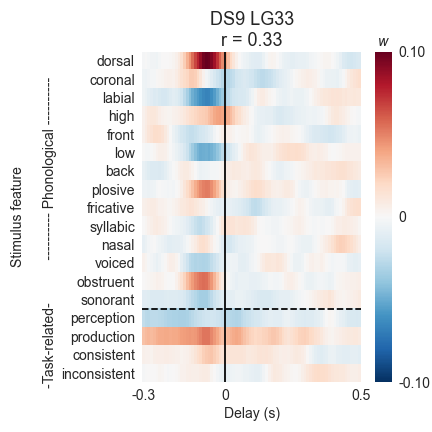 DS9 LG33
r = 0.33
w
dorsal
coronal
labial
high
front
low
back
plosive
fricative
syllabic
nasal
voiced
obstruent
sonorant
perception
production
consistent
inconsistent
Stimulus feature
----------- Phonological ----------
-Task-related-
0.10
0
-0.10
-0.3
0
0.5
Delay (s)